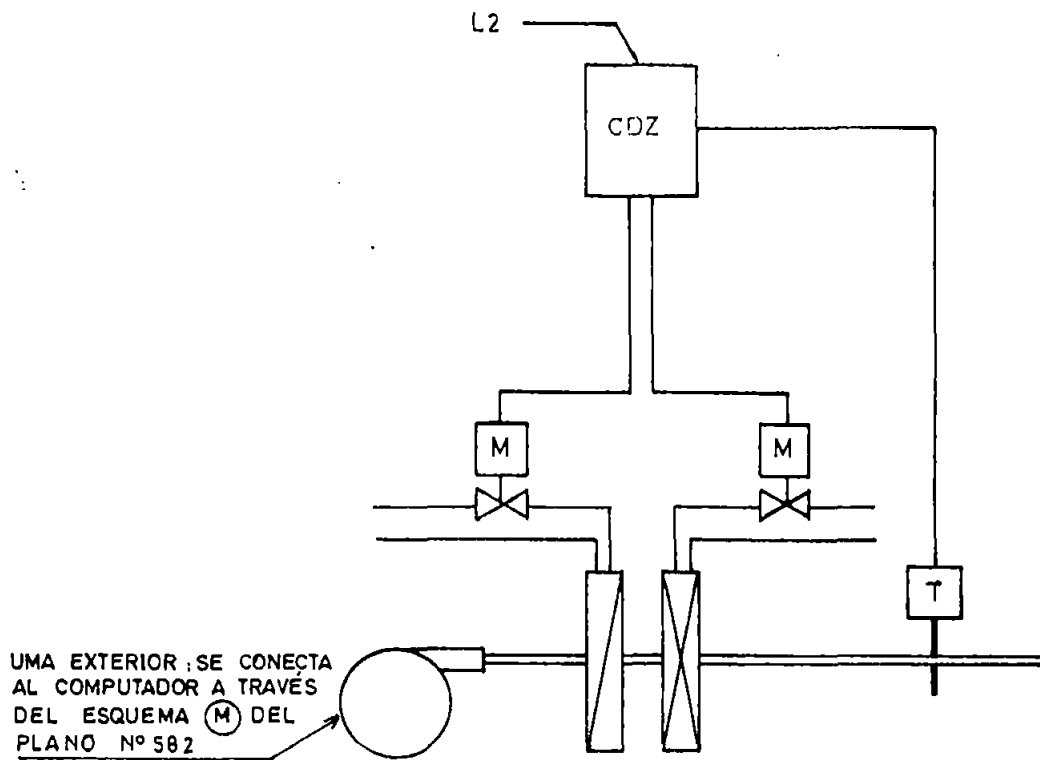 L2
CDZ
M
M
T
UMA EXTERIOR : SE CONECTA
AL COMPUTADOR A TRAVÉS
DEL ESQUEMA M DEL
PLANO Nº 582